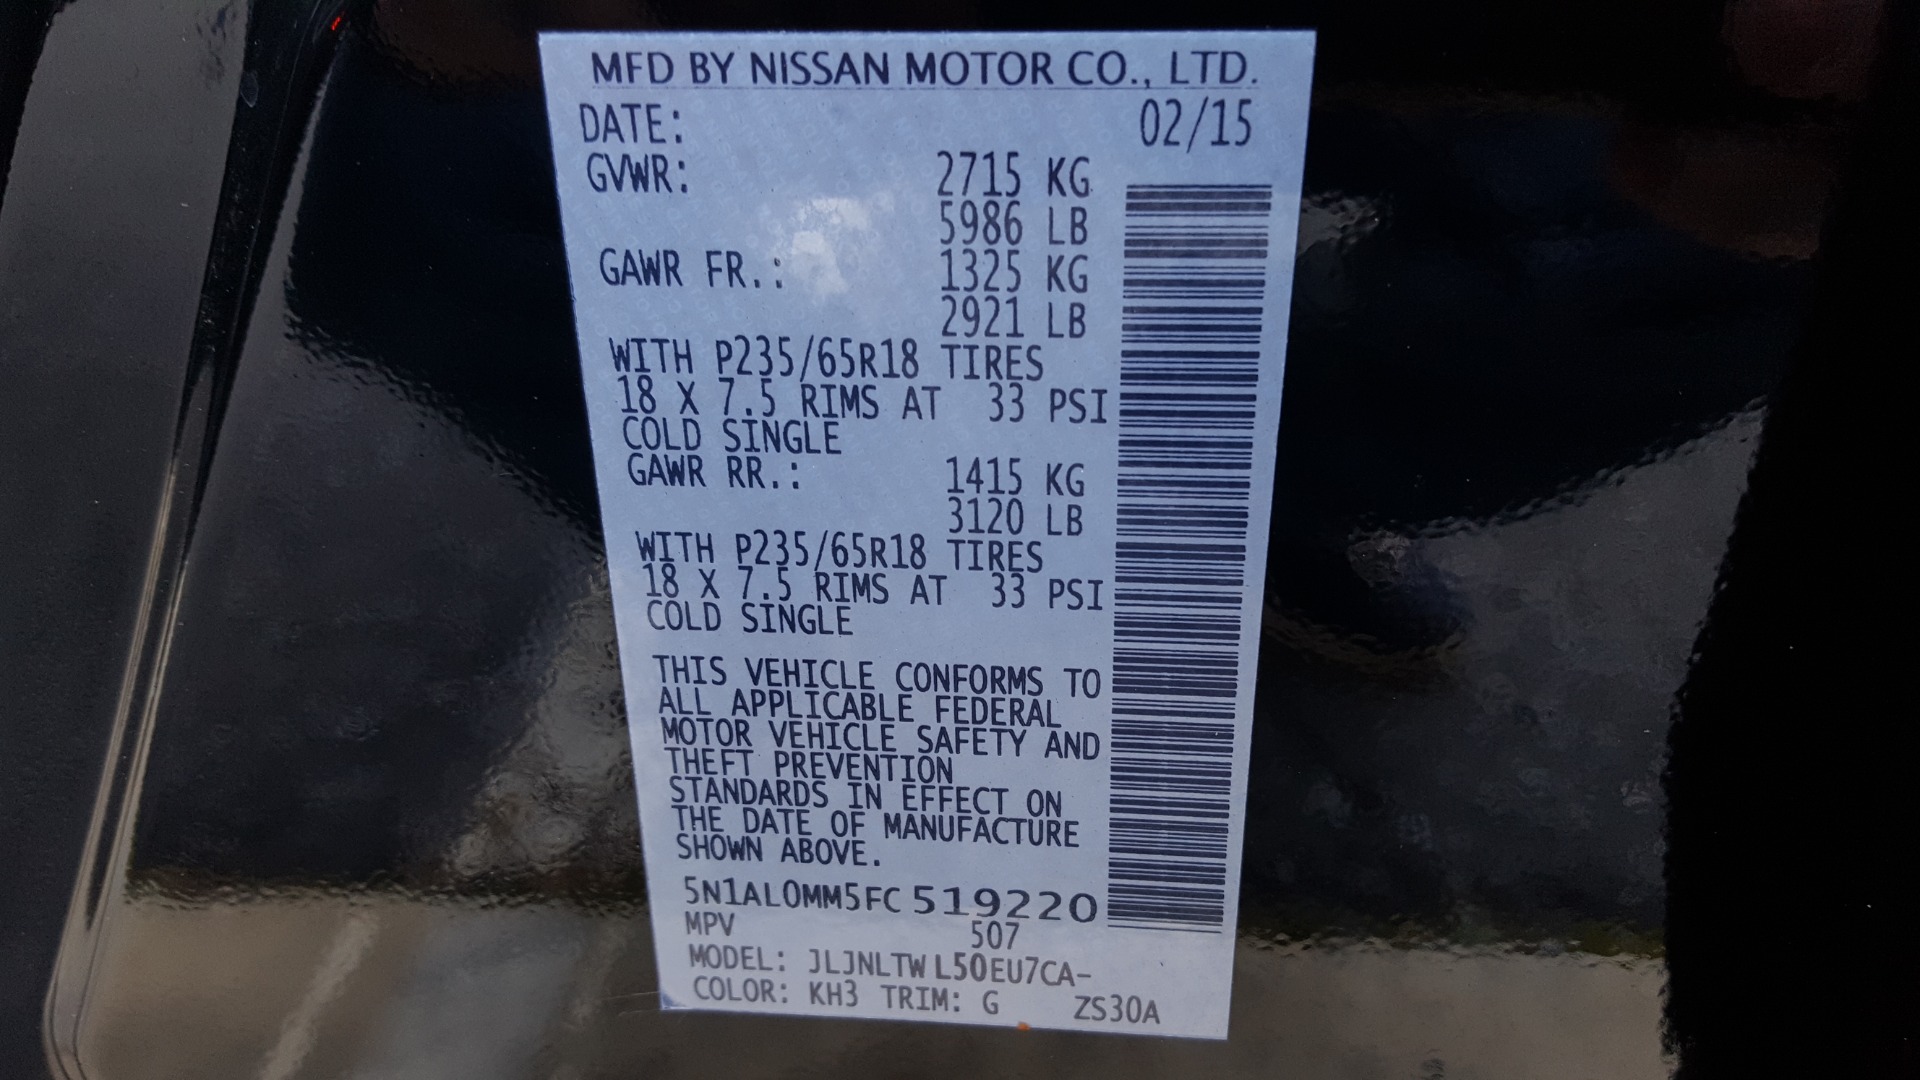 MFD BY NISSAN MOTOR CO., LTD.
DATE: 02/15
GVWR: 2715 KG
5986 LB
GAWR FR.: 1325 KG
2921 LB
WITH P235/65R18 TIRES
18 X 7.5 RIMS AT 33 PSI
COLD SINGLE
GAWR RR.: 1415 KG
3120 LB
WITH P235/65R18 TIRES
18 X 7.5 RIMS AT 33 PSI
COLD SINGLE
THIS VEHICLE CONFORMS TO
ALL APPLICABLE FEDERAL
MOTOR VEHICLE SAFETY AND
THEFT PREVENTION
STANDARDS IN EFFECT ON
THE DATE OF MANUFACTURE
SHOWN ABOVE.
5N1AL0MM5FC 519220
MPV 507
MODEL: JLJNLTW L50EU7CA-
COLOR: KH3 TRIM: G ZS30A